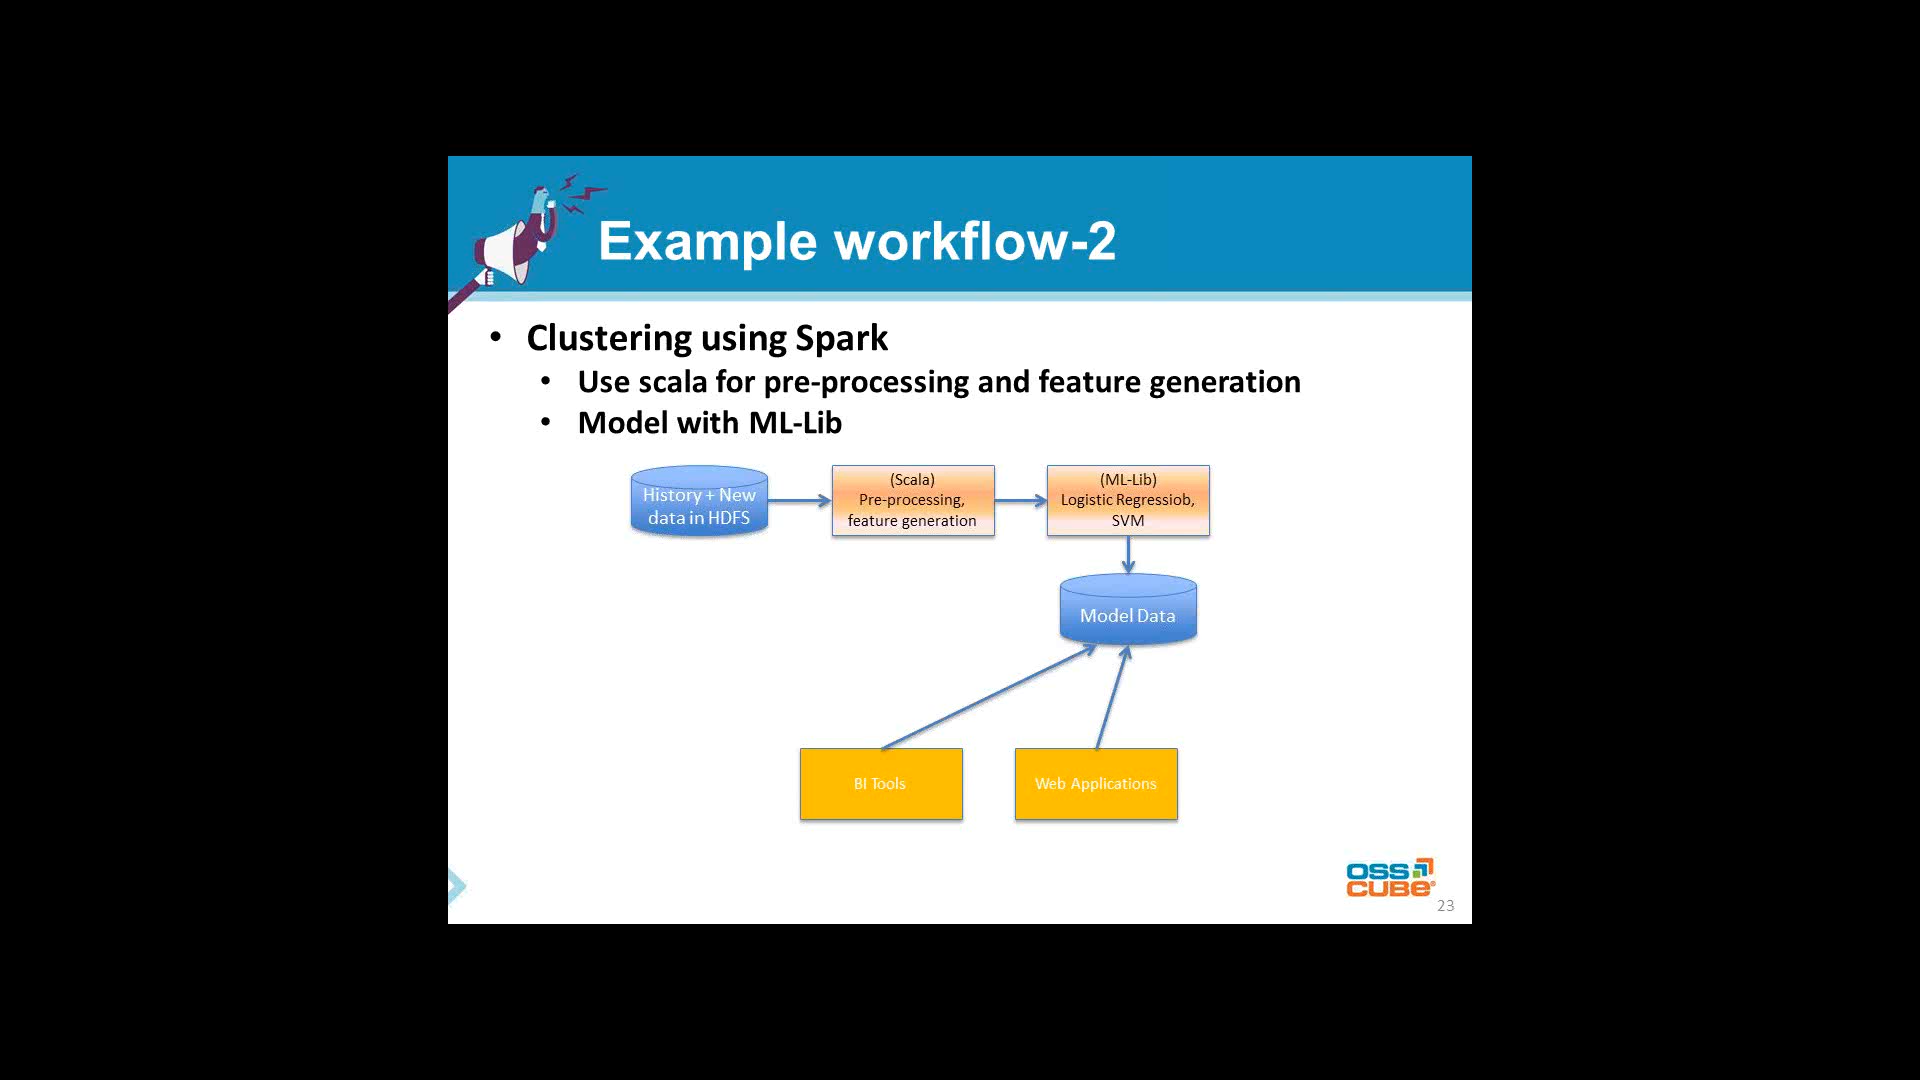 Example workflow-2
• Clustering using Spark
• Use scala for pre-processing and feature generation
• Model with ML-Lib
History + New
data in HDFS
(Scala)
Pre-processing,
feature generation
(ML-Lib)
Logistic Regressiob,
SVM
Model Data
BI Tools
Web Applications
OSS
CUBE®
23